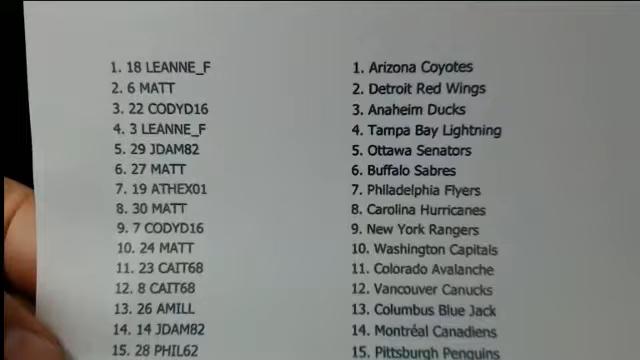 1. 18 LEANNE_F 1. Arizona Coyotes
2. 6 MATT 2. Detroit Red Wings
3. 22 CODYD16 3. Anaheim Ducks
4. 3 LEANNE_F 4. Tampa Bay Lightning
5. 29 JDAM82 5. Ottawa Senators
6. 27 MATT 6. Buffalo Sabres
7. 19 ATHEX01 7. Philadelphia Flyers
8. 30 MATT 8. Carolina Hurricanes
9. 7 CODYD16 9. New York Rangers
10. 24 MATT 10. Washington Capitals
11. 23 CAIT68 11. Colorado Avalanche
12. 8 CAIT68 12. Vancouver Canucks
13. 26 AMILL 13. Columbus Blue Jack
14. 14 JDAM82 14. Montréal Canadiens
15. 28 PHIL62 15. Pittsburgh Penguins